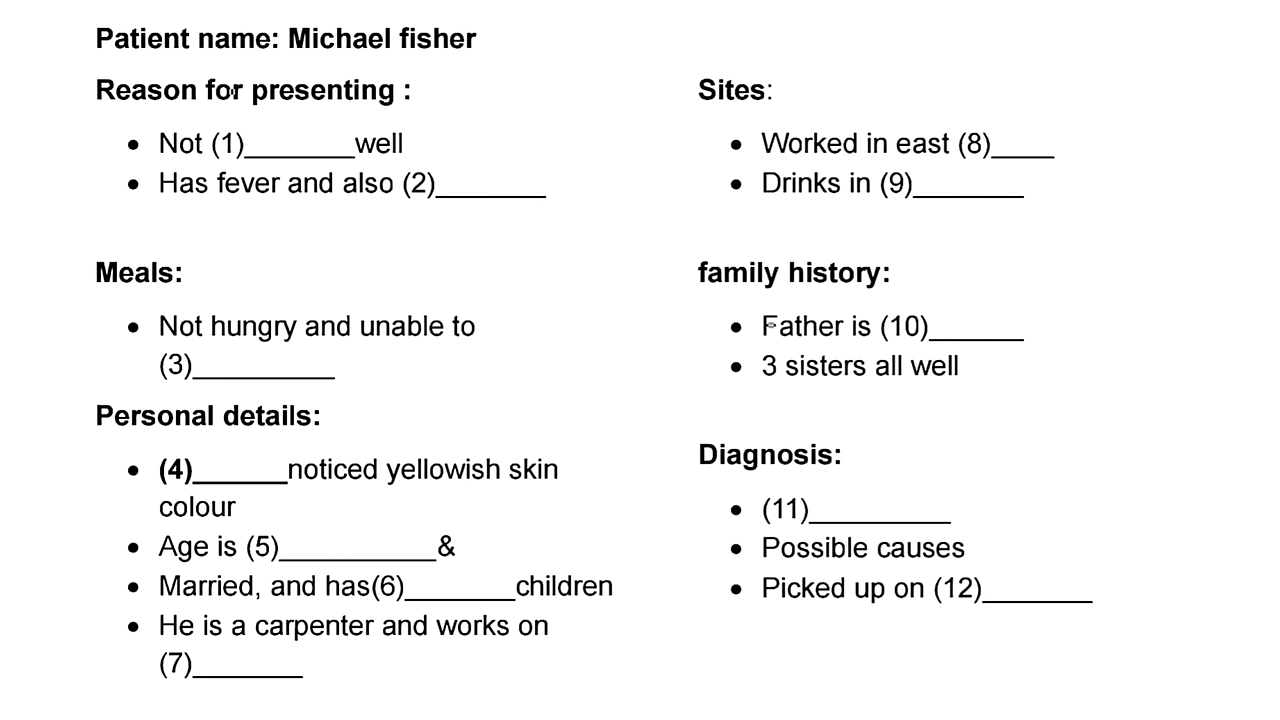 Patient name: Michael fisher
Reason for presenting :
• Not (1)_______well
• Has fever and also (2)_______
Meals:
• Not hungry and unable to
(3)_________
Personal details:
• (4)______noticed yellowish skin
colour
• Age is (5)__________&
• Married, and has(6)_______children
• He is a carpenter and works on
(7)_______
Sites:
• Worked in east (8)____
• Drinks in (9)_______
family history:
• Father is (10)______
• 3 sisters all well
Diagnosis:
• (11)_________
• Possible causes
• Picked up on (12)_______